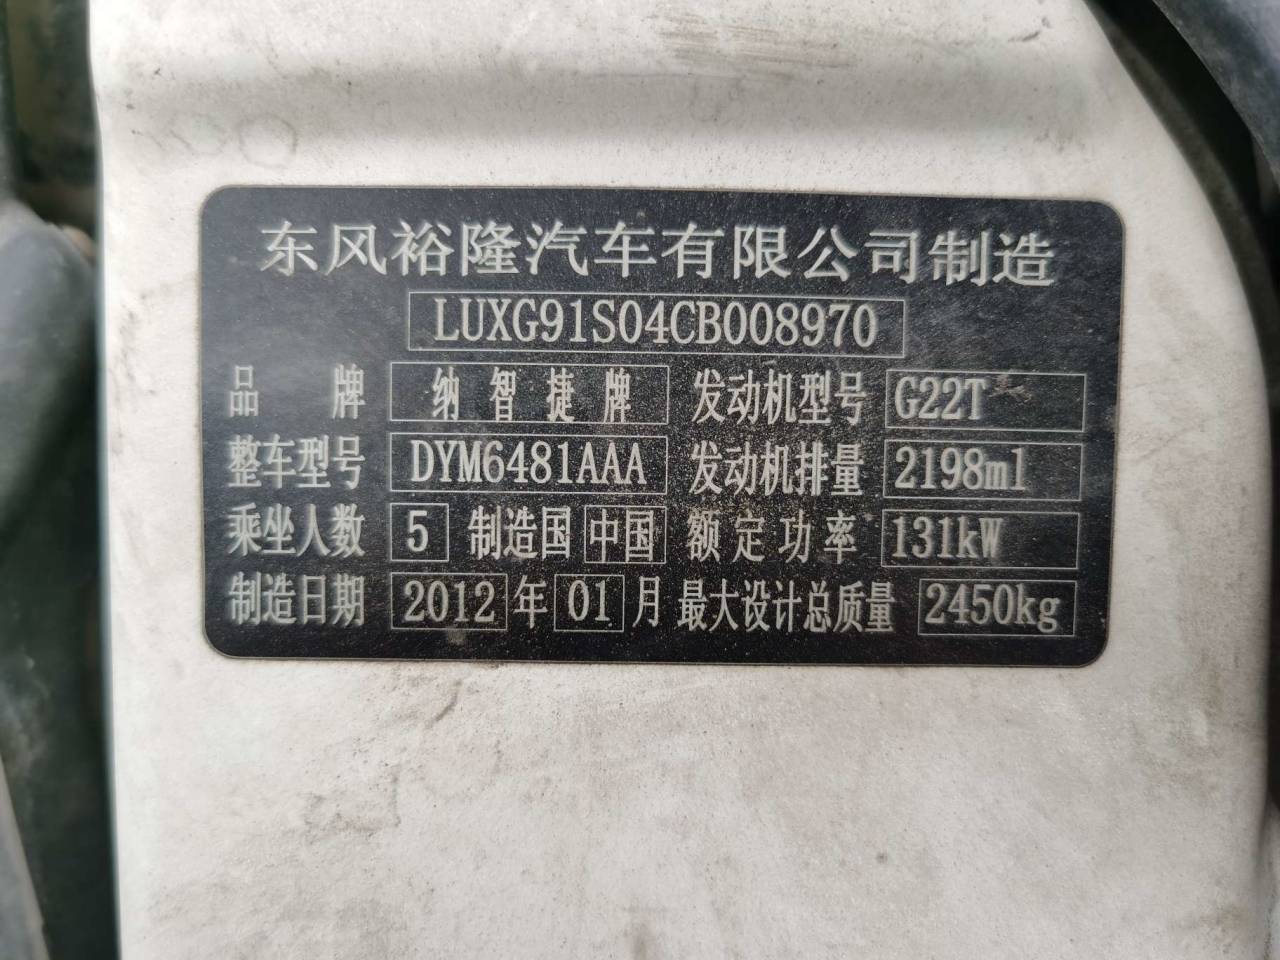 东风裕隆汽车有限公司制造
LUXG91S04CB008970
品 牌 纳智捷牌 发动机型号 G22T
整车型号 DYM6481AAA 发动机排量 2198ml
乘坐人数 5 制造国 中国 额定功率 131kW
制造日期 2012 年 01 月 最大设计总质量 2450kg